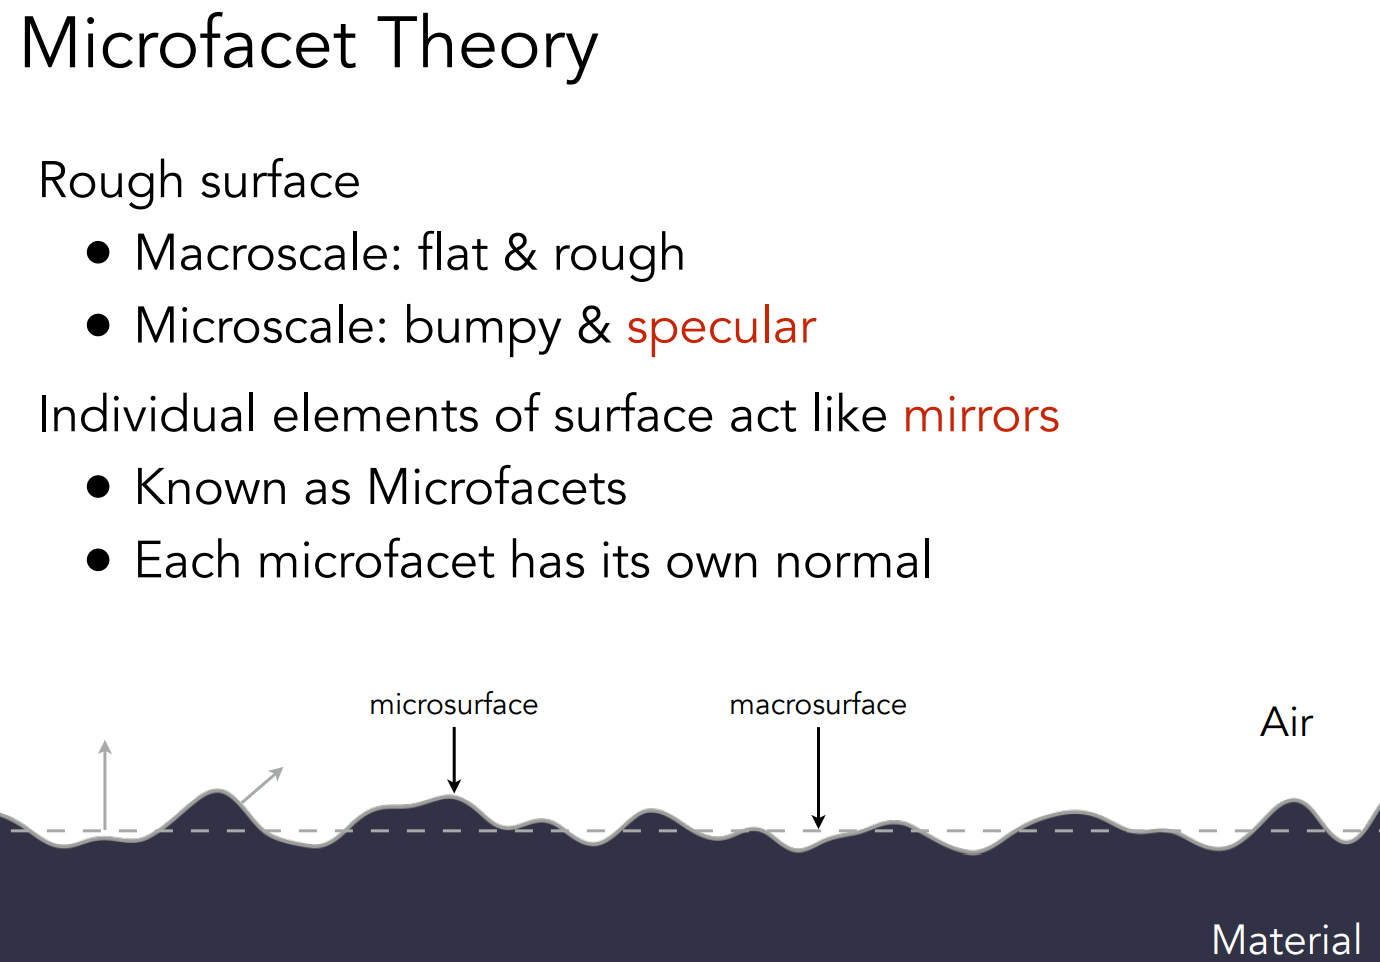 Microfacet Theory
Rough surface
● Macroscale: flat & rough
● Microscale: bumpy & specular
Individual elements of surface act like mirrors
● Known as Microfacets
● Each microfacet has its own normal
microsurface
macrosurface
Air
Material